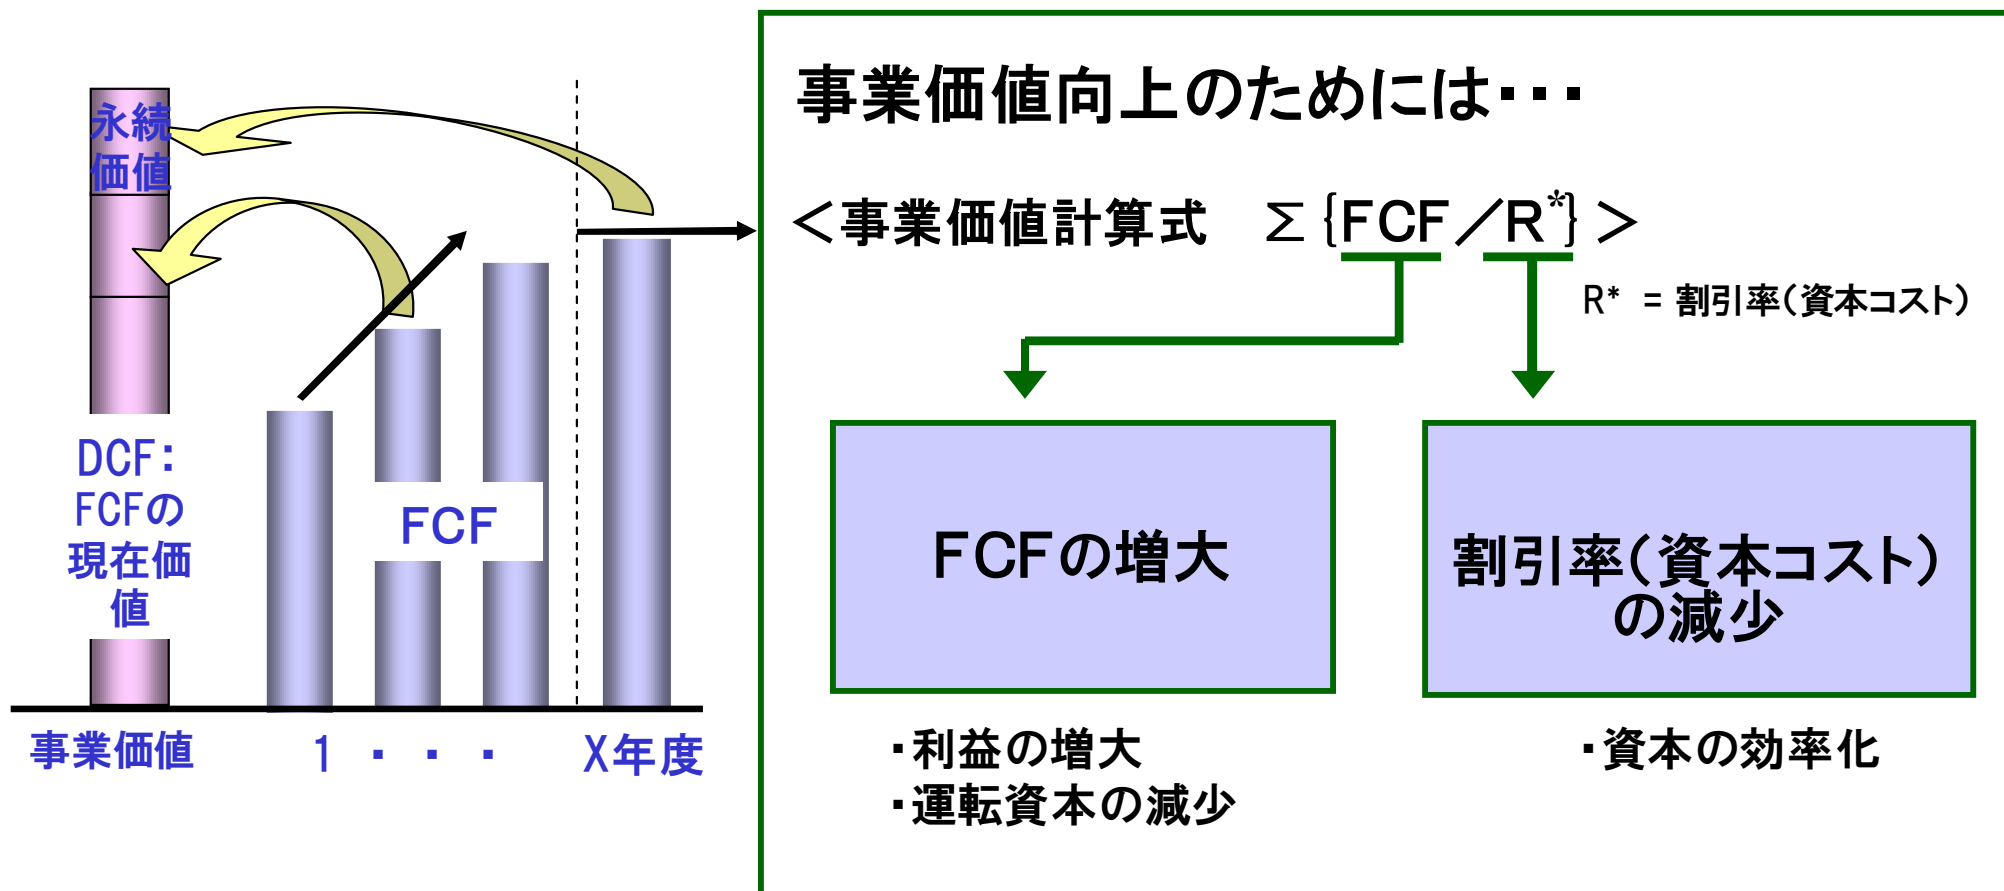 永続
価値
DCF：
FCFの
現在価
値
FCF
事業価値
1 ・ ・ ・ X年度
事業価値向上のためには・・・
＜事業価値計算式　Σ {FCF／R*} ＞
R* = 割引率（資本コスト）
FCFの増大
割引率（資本コスト）
の減少
・利益の増大
・運転資本の減少
・資本の効率化